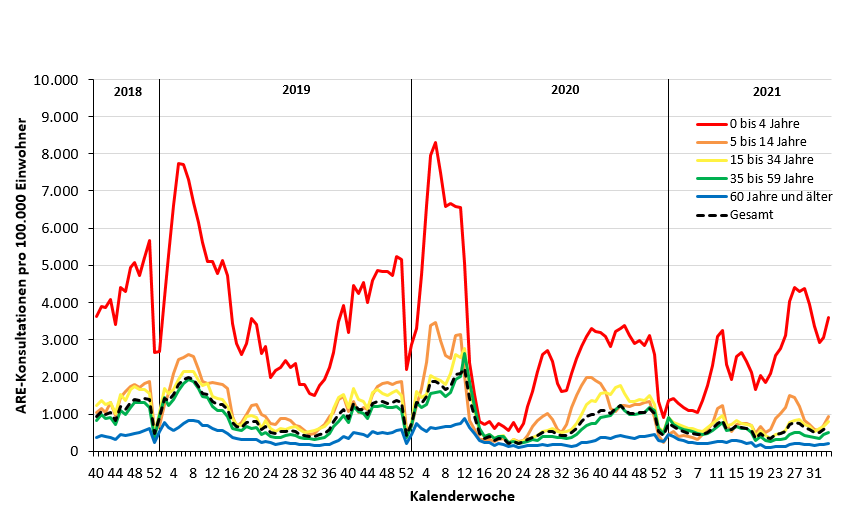 ARE-Konsultationen pro 100.000 Einwohner
10.000
9.000
8.000
7.000
6.000
5.000
4.000
3.000
2.000
1.000
0
2018
2019
2020
2021
0 bis 4 Jahre
5 bis 14 Jahre
15 bis 34 Jahre
35 bis 59 Jahre
60 Jahre und älter
Gesamt
40 44 48 52 4 8 12 16 20 24 28 32 36 40 44 48 52 4 8 12 16 20 24 28 32 36 40 44 48 52 3 7 11 15 19 23 27 31
Kalenderwoche